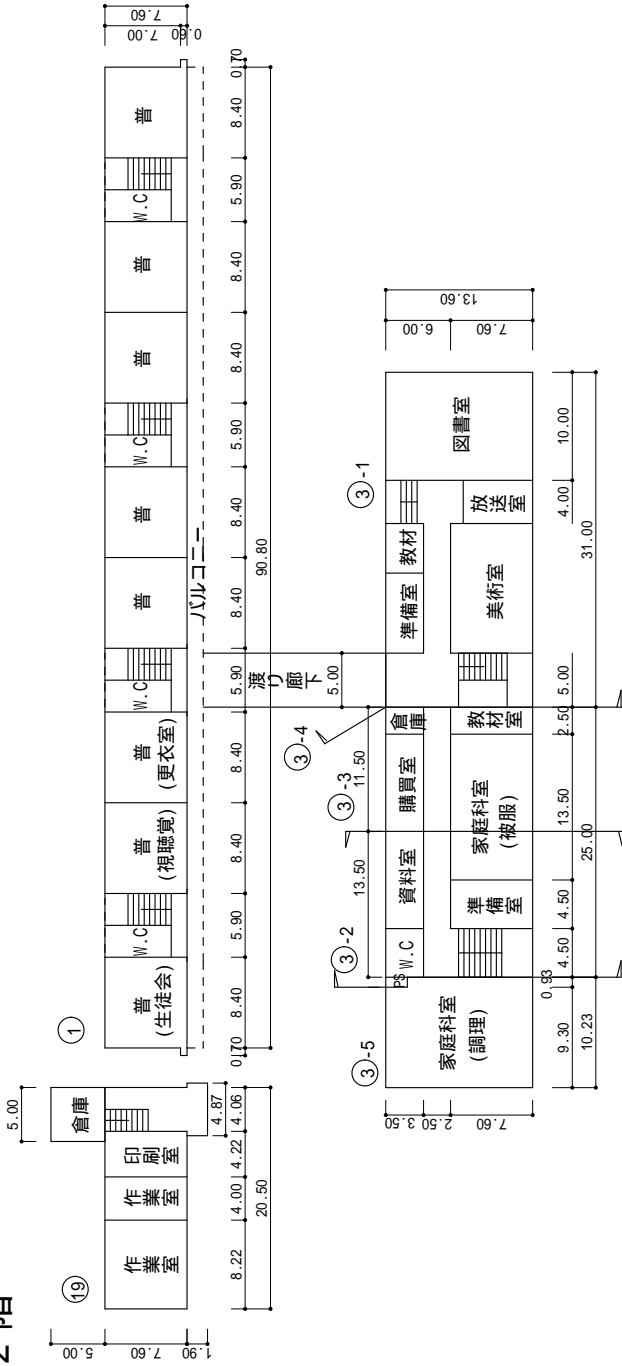 2 階
19
5.00
7.60
1.90
5.00
倉庫
印刷室
作業室
作業室
4.87
4.06
4.22
4.00
8.22
20.50
1
7.60
7.00
0.60
普
W.C
普
普
W.C
普
普
W.C
普
(更衣室)
普
(視聴覚)
W.C
普
(生徒会)
バルコニー
0.70
8.40
5.90
8.40
8.40
5.90
8.40
8.40
5.90
8.40
8.40
5.90
8.40
0.70
90.80
渡り廊下
5.00
3-5
3-2
3-3
3-4
3-1
13.50
11.50
家庭科室
(調理)
PS
W.C
資料室
購買室
倉庫
準備室
教材
図書室
準備室
家庭科室
(被服)
教材室
美術室
放送室
3.50
2.50
7.60
13.60
6.00
7.60
9.30
0.93
4.50
4.50
13.50
2.50
5.00
4.00
10.00
10.23
25.00
31.00